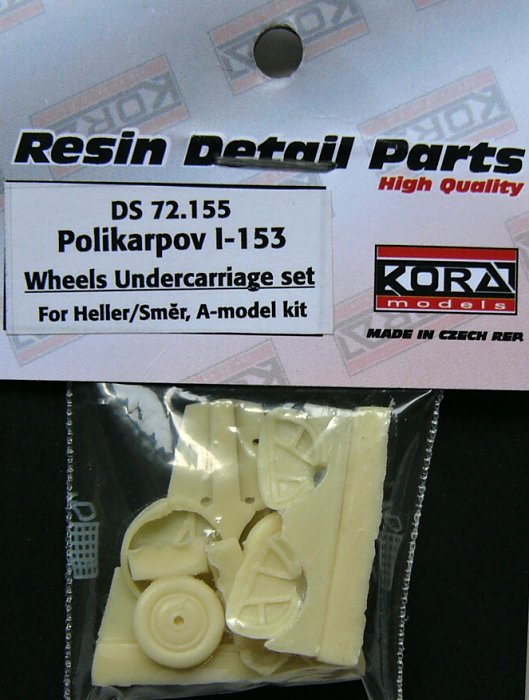 Resin Detail Parts
High Quality
DS 72.155
Polikarpov I-153
Wheels Undercarriage set
For Heller/Směr, A-model kit
KORA
models
MADE IN CZECH REP.